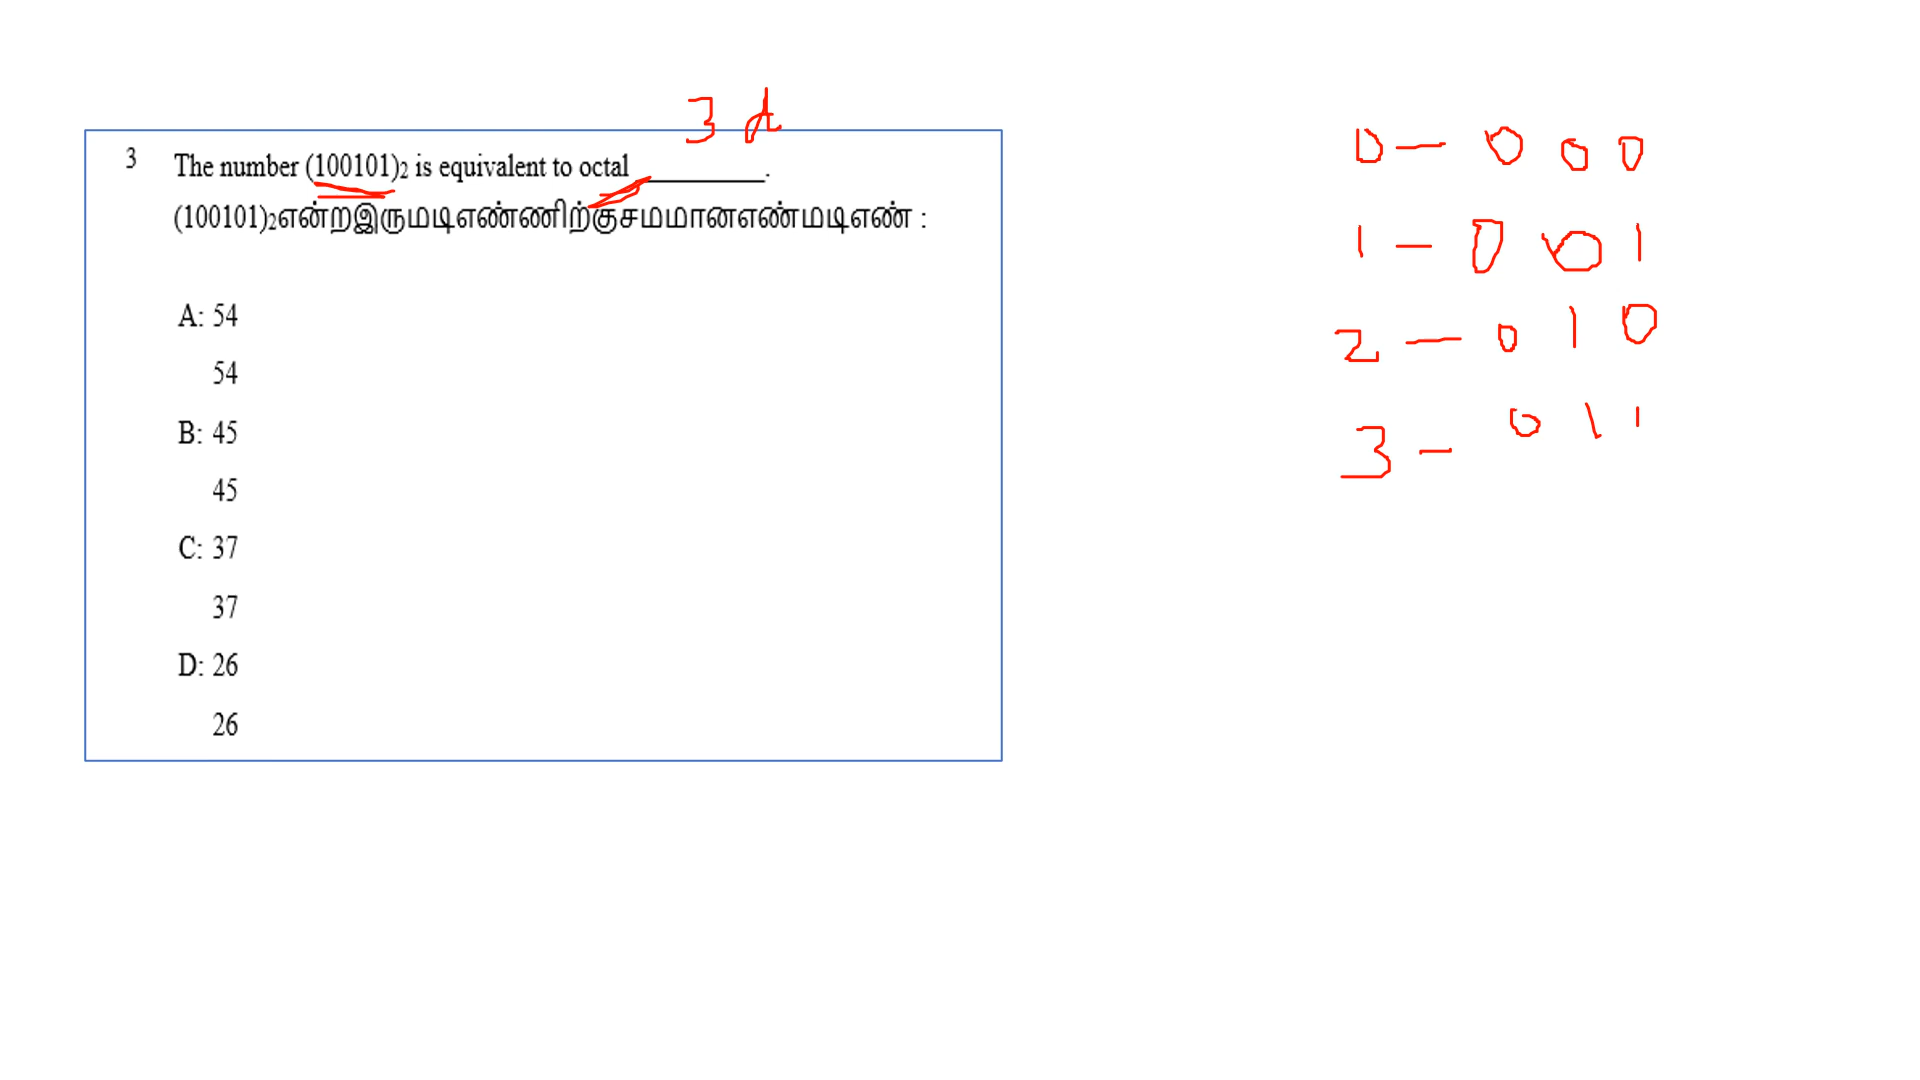 3 d
3 The number (100101)2 is equivalent to octal ________.
(100101)2என்றஇருமடிஎண்ணிற்குசமமானஎண்மடிஎண் :
A: 54
54
B: 45
45
C: 37
37
D: 26
26
0 - 0 0 0
1 - 0 0 1
2 - 0 1 0
3 - 0 1 1